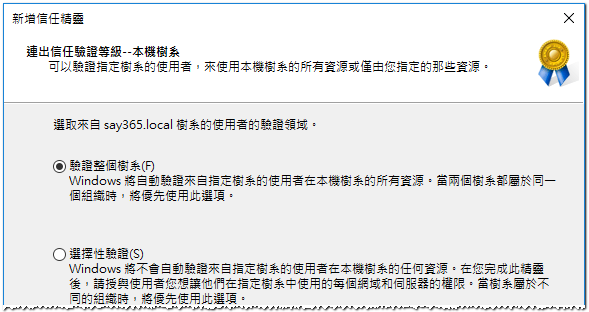 新增信任精靈
連出信任驗證等級--本機樹系
可以驗證指定樹系的使用者，來使用本機樹系的所有資源或僅由您指定的那些資源。
選取來自 say365.local 樹系的使用者的驗證領域。
驗證整個樹系(F)
Windows 將自動驗證來自指定樹系的使用者在本機樹系的所有資源。當兩個樹系都屬於同一
個組織時，將優先使用此選項。
選擇性驗證(S)
Windows 將不會自動驗證來自指定樹系的使用者在本機樹系的任何資源。在您完成此精靈
後，請授與使用者您想讓他們在指定樹系中使用的每個網域和伺服器的權限。當樹系屬於
不同的組織時，將優先使用此選項。